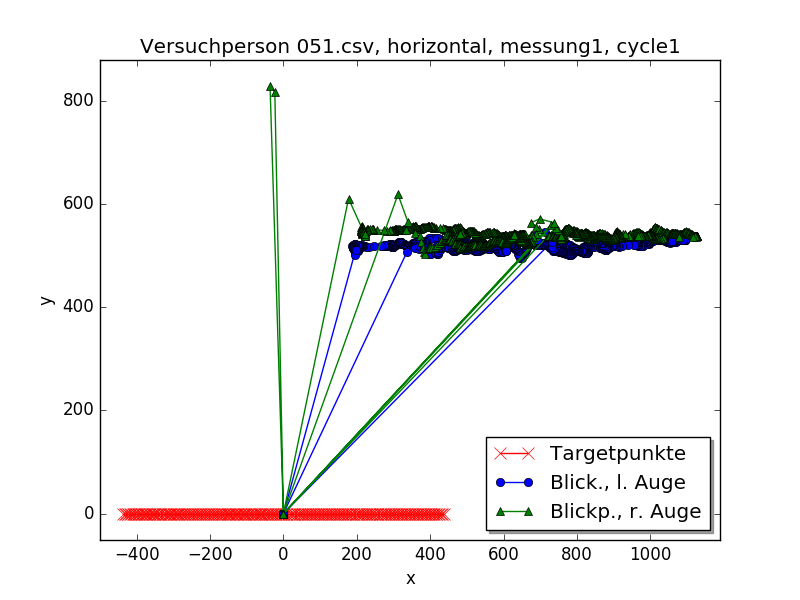 Versuchperson 051.csv, horizontal, messung1, cycle1
800
600
400
200
0
y
−400
−200
0
200
400
600
800
1000
x
Targetpunkte
Blick., l. Auge
Blickp., r. Auge